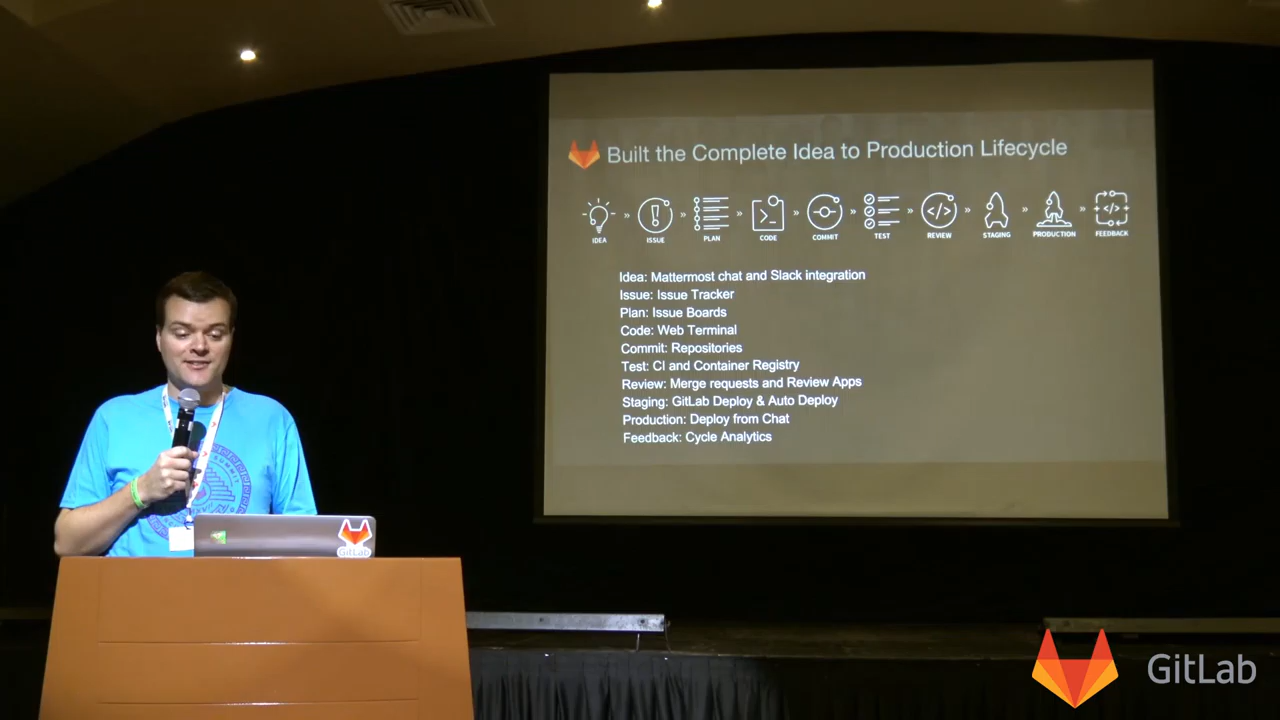 Built the Complete Idea to Production Lifecycle
IDEA » ISSUE » PLAN » CODE » COMMIT » TEST » REVIEW » STAGING » PRODUCTION » FEEDBACK
Idea: Mattermost chat and Slack integration
Issue: Issue Tracker
Plan: Issue Boards
Code: Web Terminal
Commit: Repositories
Test: CI and Container Registry
Review: Merge requests and Review Apps
Staging: GitLab Deploy & Auto Deploy
Production: Deploy from Chat
Feedback: Cycle Analytics
SUMMIT
GitLab
GitLab